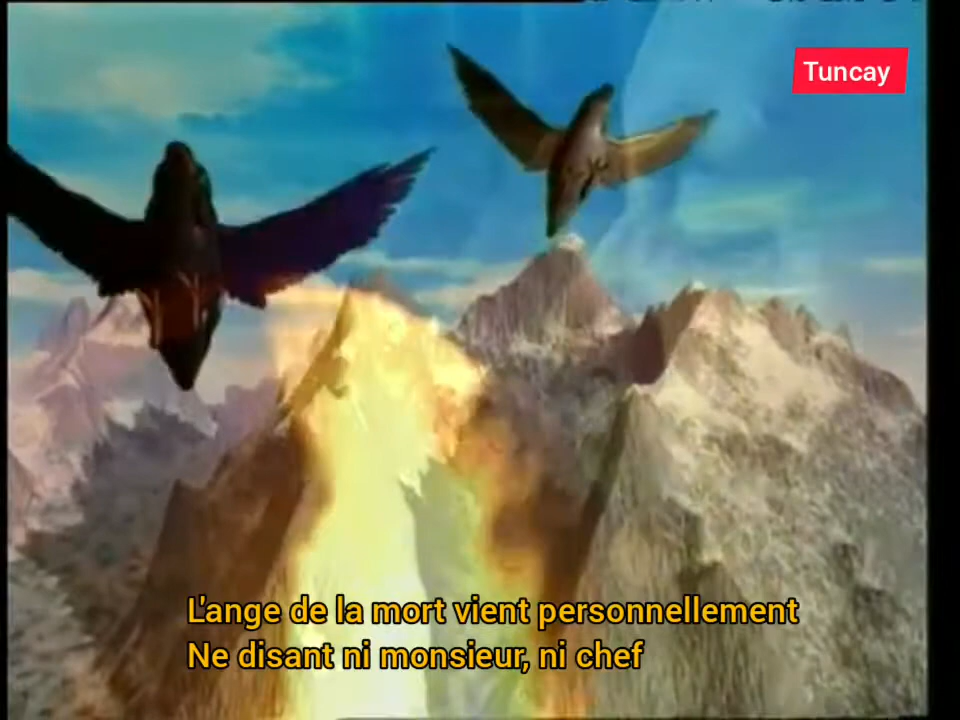 Tuncay
L'ange de la mort vient personnellement
Ne disant ni monsieur, ni chef